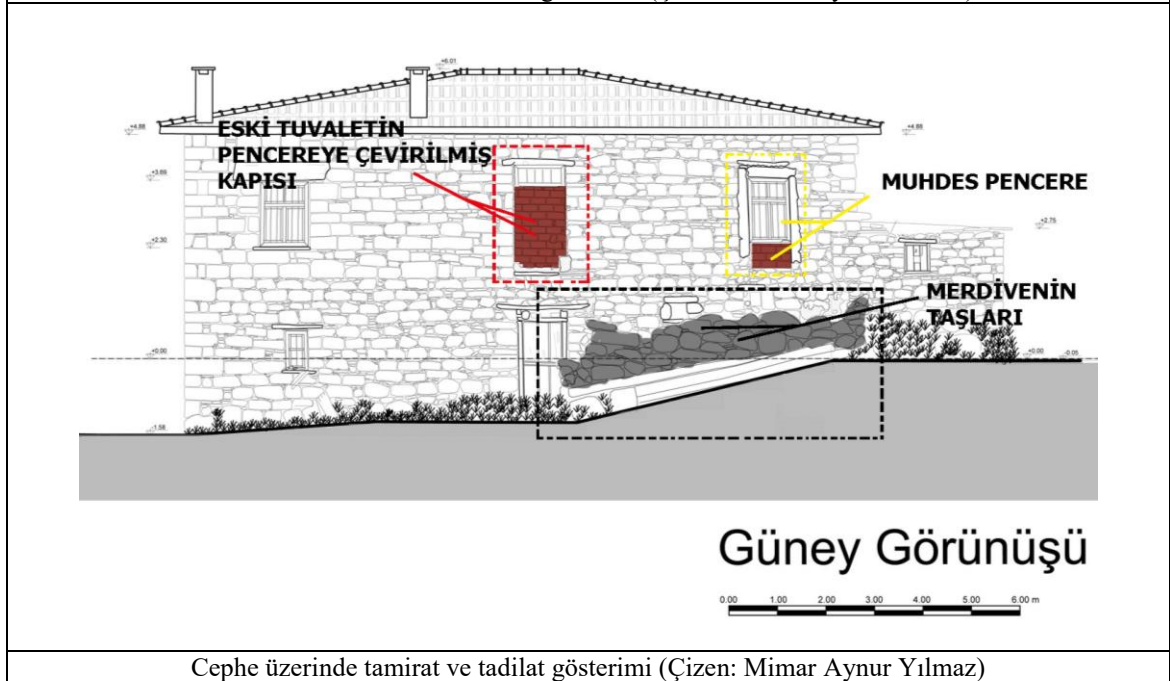 +6.01
+4.88
+4.88
ESKİ TUVALETİN
PENCEREYE ÇEVİRİLMİŞ
KAPISI
+3.69
MUHDES PENCERE
+2.30
+2.75
MERDİVENİN
TAŞLARI
+0.00
+0.00
-0.05
-1.58
Güney Görünüşü
0.00 1.00 2.00 3.00 4.00 5.00 6.00 m
Cephe üzerinde tamirat ve tadilat gösterimi (Çizen: Mimar Aynur Yılmaz)